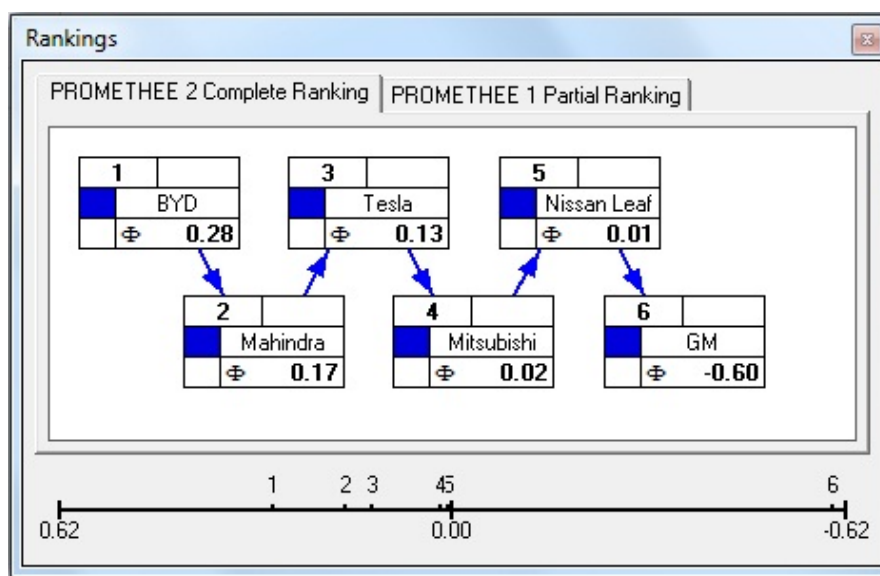 Rankings
PROMETHEE 2 Complete Ranking
PROMETHEE 1 Partial Ranking
1
BYD
Φ 0.28
2
Mahindra
Φ 0.17
3
Tesla
Φ 0.13
4
Mitsubishi
Φ 0.02
5
Nissan Leaf
Φ 0.01
6
GM
Φ -0.60
1 2 3 45 6
0.62 0.00 -0.62